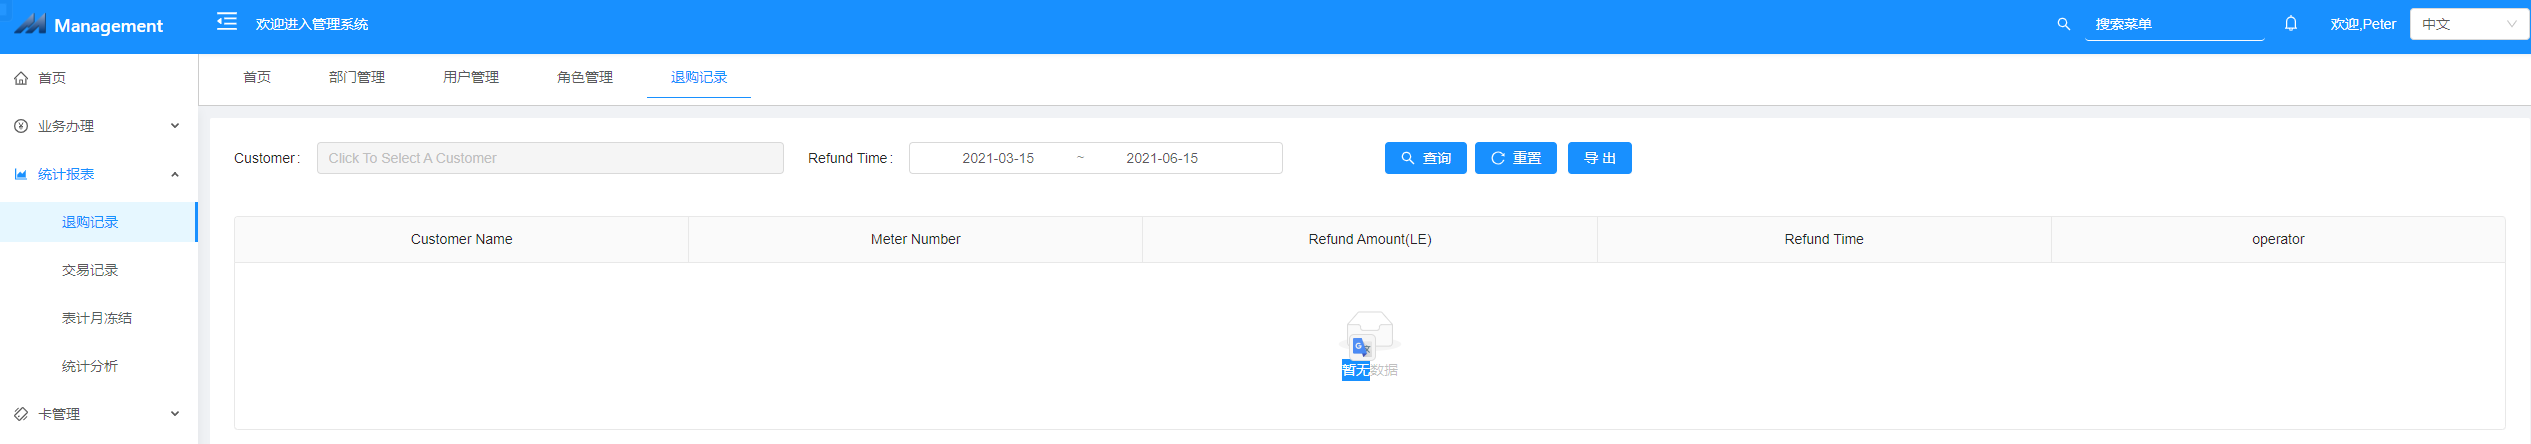 Management
欢迎进入管理系统
搜索菜单
欢迎,Peter
中文
首页
业务办理
统计报表
退购记录
交易记录
表计月冻结
统计分析
卡管理
首页 部门管理 用户管理 角色管理 退购记录
Customer: Click To Select A Customer Refund Time: 2021-03-15 ~ 2021-06-15 查询 重置 导出
Customer Name Meter Number Refund Amount(LE) Refund Time operator
暂无数据